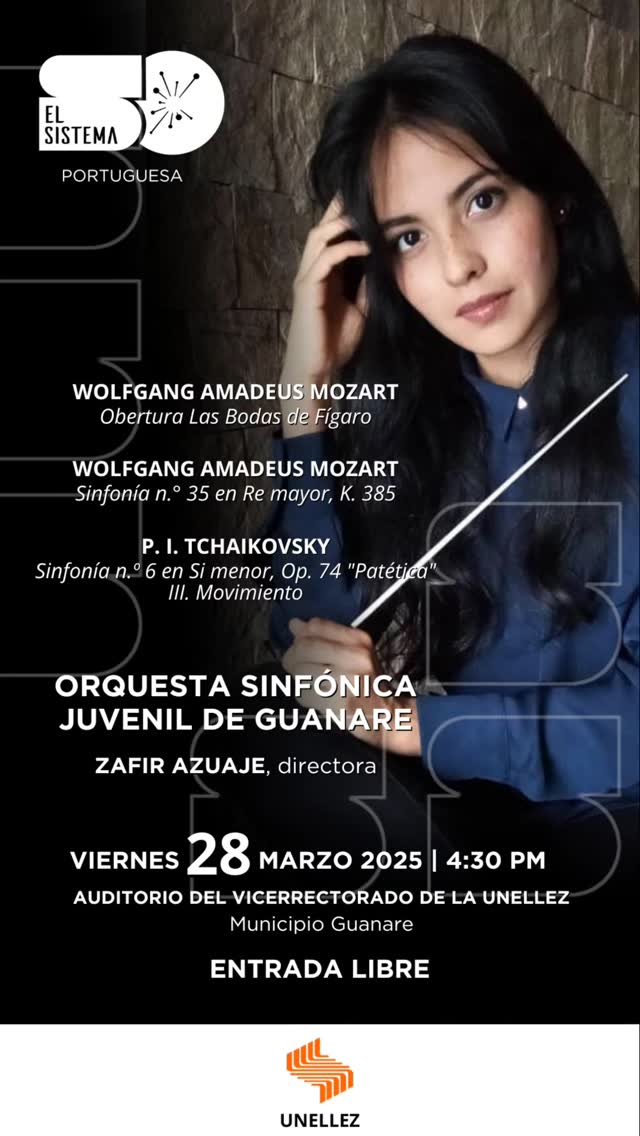 EL
SISTEMA
50
PORTUGUESA
WOLFGANG AMADEUS MOZART
Obertura Las Bodas de Fígaro
WOLFGANG AMADEUS MOZART
Sinfonía n.° 35 en Re mayor, K. 385
P. I. TCHAIKOVSKY
Sinfonía n.º 6 en Si menor, Op. 74 "Patética"
III. Movimiento
ORQUESTA SINFÓNICA
JUVENIL DE GUANARE
ZAFIR AZUAJE, directora
VIERNES 28 MARZO 2025 | 4:30 PM
AUDITORIO DEL VICERRECTORADO DE LA UNELLEZ
Municipio Guanare
ENTRADA LIBRE
UNELLEZ